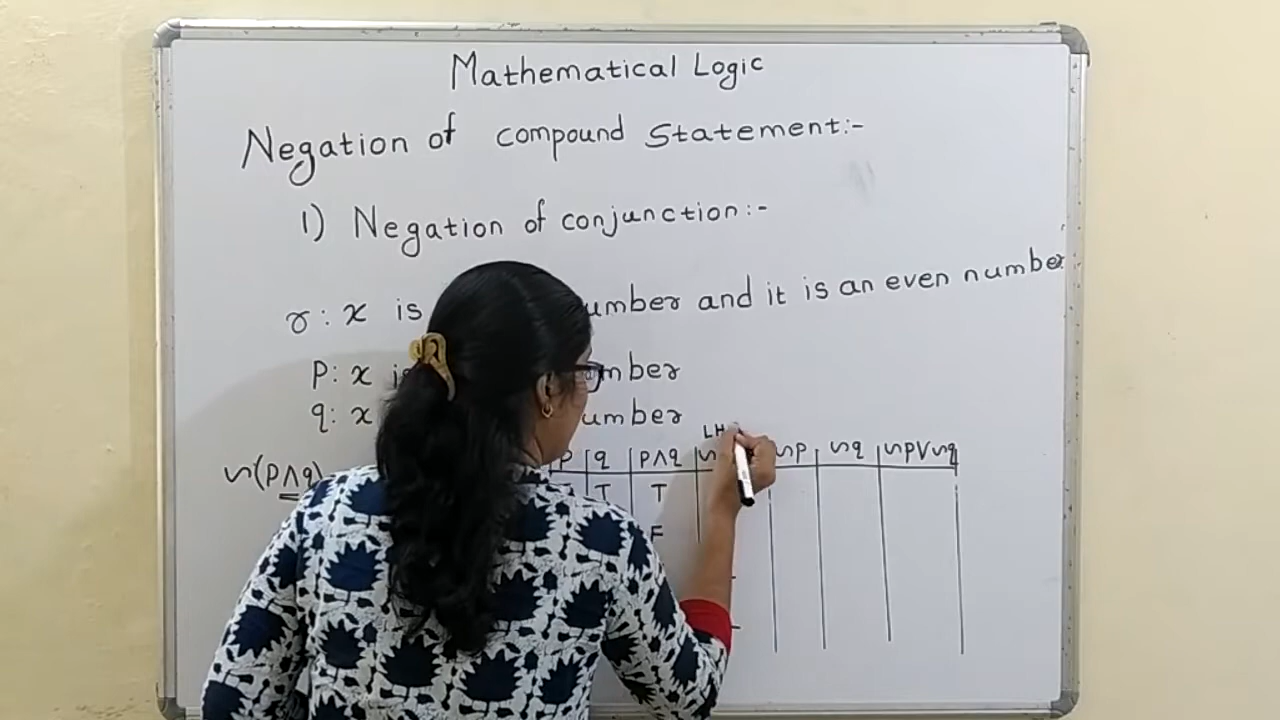 Mathematical Logic
Negation of compound Statement:-
1) Negation of conjunction:-
r: x is umber and it is an even number
p: x is mber
q: x umber
LH
∼(p∧q) p q p∧q ∼ ∼p ∼q ∼p∨∼q
T T
F